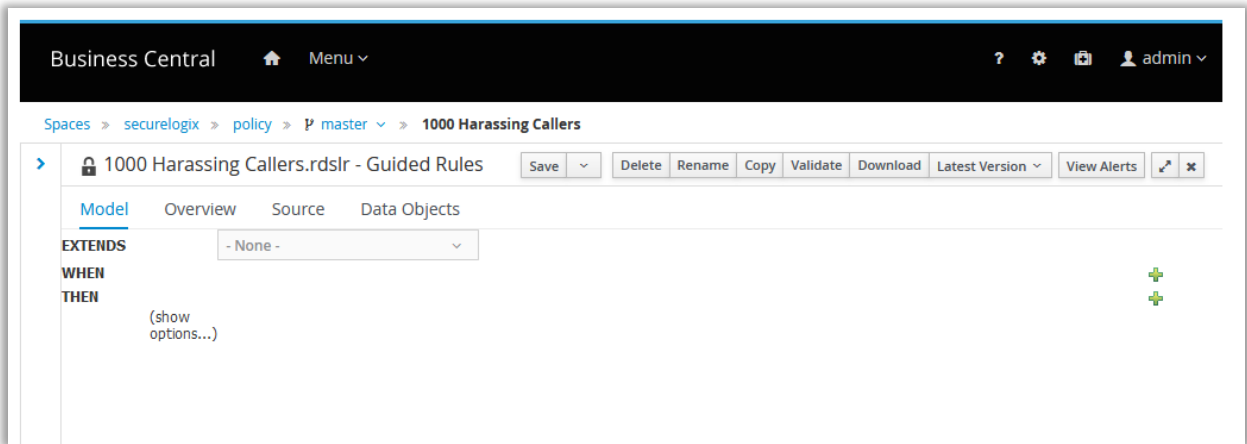 Business Central Menu ? admin
Spaces » securelogix » policy » master » 1000 Harassing Callers
1000 Harassing Callers.rdslr - Guided Rules Save Delete Rename Copy Validate Download Latest Version View Alerts
Model Overview Source Data Objects
EXTENDS - None -
WHEN
THEN
(show
options...)